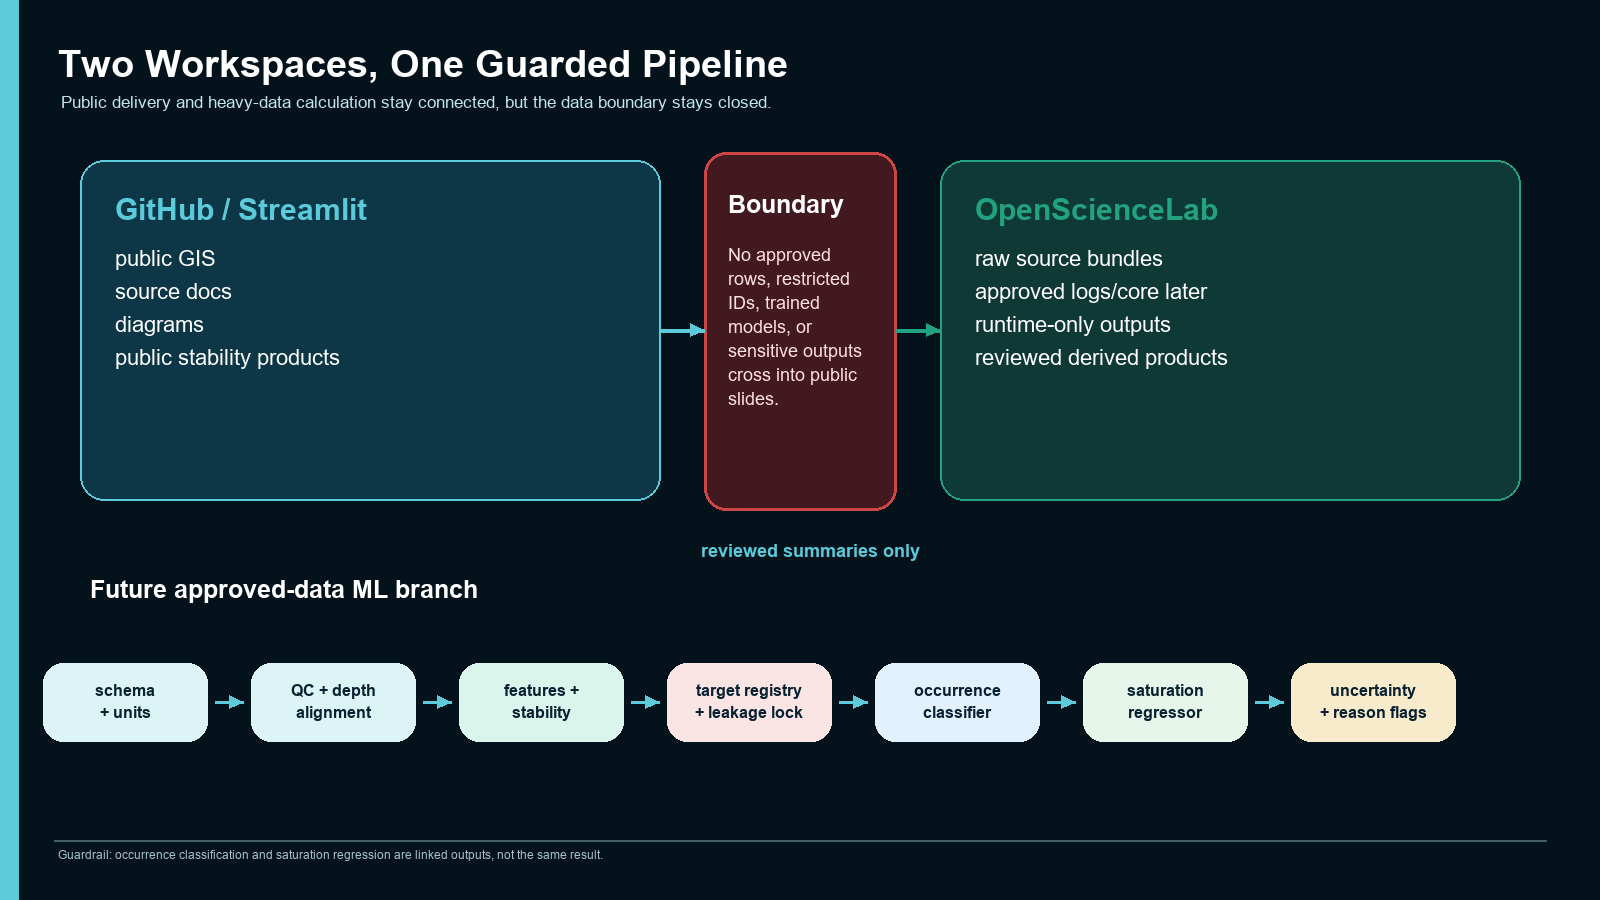 Two Workspaces, One Guarded Pipeline
Public delivery and heavy-data calculation stay connected, but the data boundary stays closed.
GitHub / Streamlit
public GIS
source docs
diagrams
public stability products
Boundary
No approved
rows, restricted
IDs, trained
models, or
sensitive outputs
cross into public
slides.
OpenScienceLab
raw source bundles
approved logs/core later
runtime-only outputs
reviewed derived products
reviewed summaries only
Future approved-data ML branch
schema
+ units
QC + depth
alignment
features +
stability
target registry
+ leakage lock
occurrence
classifier
saturation
regressor
uncertainty
+ reason flags
Guardrail: occurrence classification and saturation regression are linked outputs, not the same result.